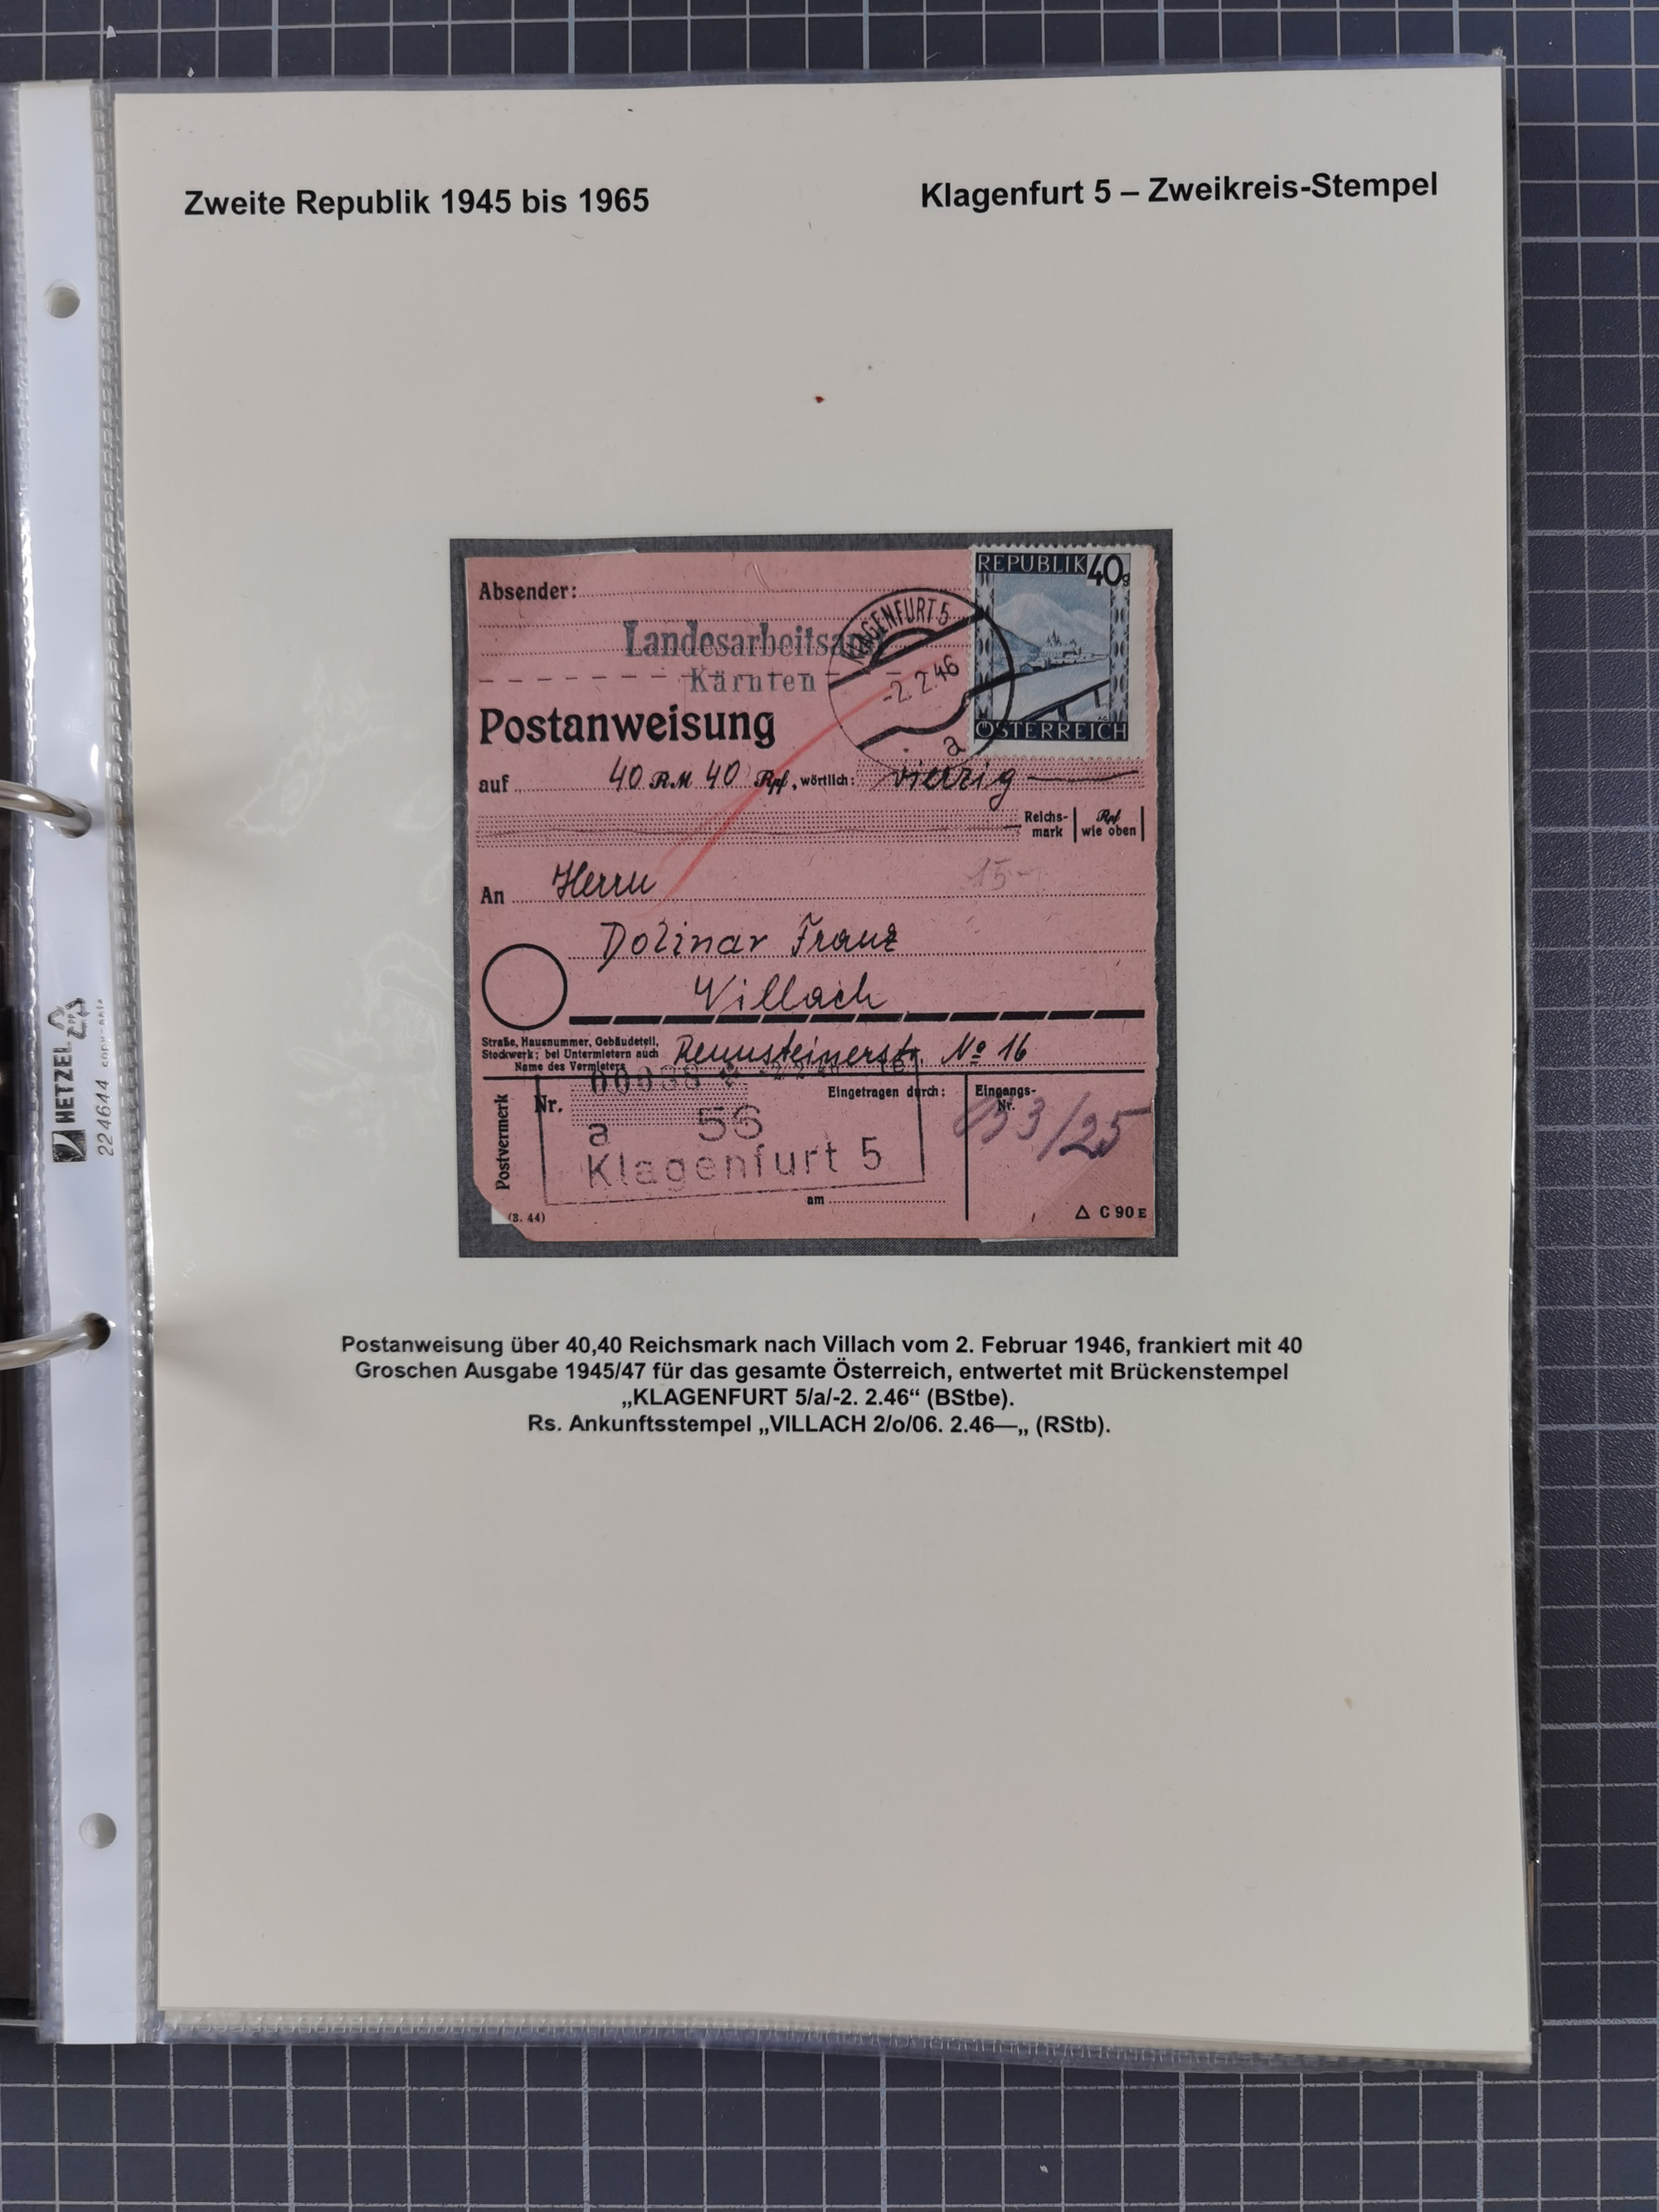 Zweite Republik 1945 bis 1965
Klagenfurt 5 – Zweikreis-Stempel
Absender:
Landesarbeitsamt
Kärnten
KLAGENFURT 5
-2. 2.46
a
REPUBLIK 40g
ÖSTERREICH
Postanweisung
auf 40 RM 40 Rpf, wörtlich: vierzig
Reichs-
mark
Rpf
wie oben
15-
An Herrn
Dolinar Franz
Villach
Straße, Hausnummer, Gebäudeteil,
Stockwerk; bei Untermietern auch
Name des Vermieters
Rennsteinerstr. No 16
Postvermerk
Nr.
a 56
Klagenfurt 5
Eingetragen durch:
am
Eingangs-
Nr.
(3. 44)
△ C 90 E
Postanweisung über 40,40 Reichsmark nach Villach vom 2. Februar 1946, frankiert mit 40
Groschen Ausgabe 1945/47 für das gesamte Österreich, entwertet mit Brückenstempel
„KLAGENFURT 5/a/-2. 2.46“ (BStbe).
Rs. Ankunftsstempel „VILLACH 2/o/06. 2.46—„ (RStb).
HETZEL
224644